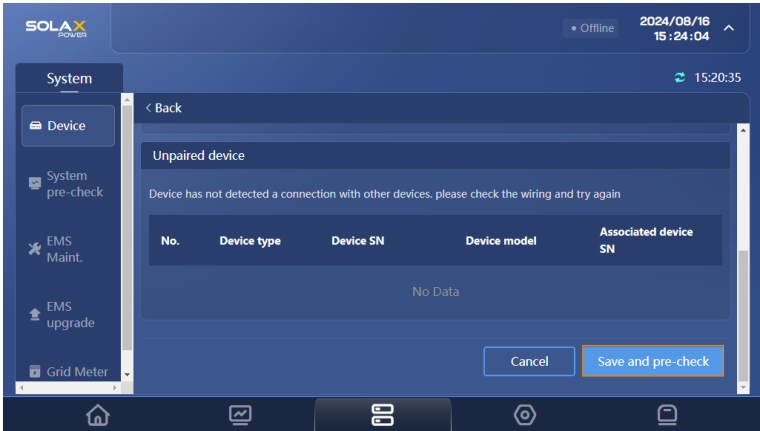 SOLAX
POWER
• Offline
2024/08/16
15:24:04
System
15:20:35
Device
System
pre-check
EMS
Maint.
EMS
upgrade
Grid Meter
< Back
Unpaired device
Device has not detected a connection with other devices. please check the wiring and try again
No. Device type Device SN Device model Associated device
SN
No Data
Cancel Save and pre-check